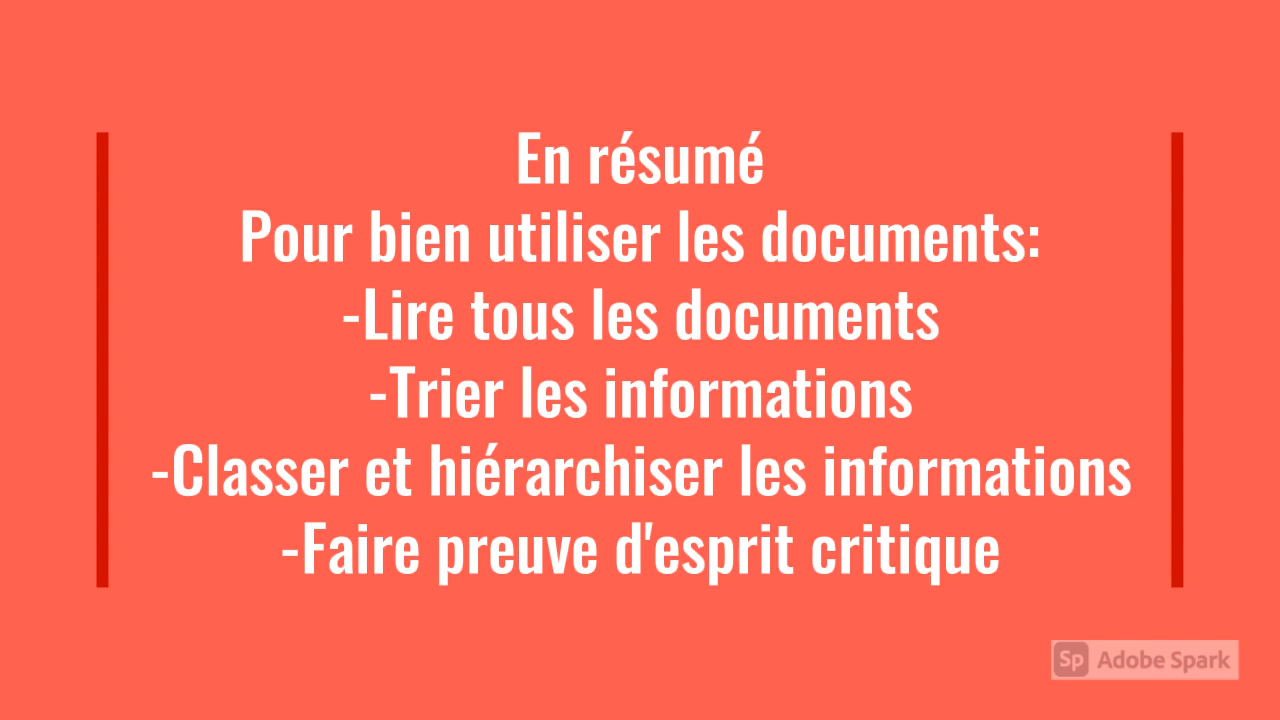 En résumé
Pour bien utiliser les documents:
-Lire tous les documents
-Trier les informations
-Classer et hiérarchiser les informations
-Faire preuve d'esprit critique
Sp Adobe Spark